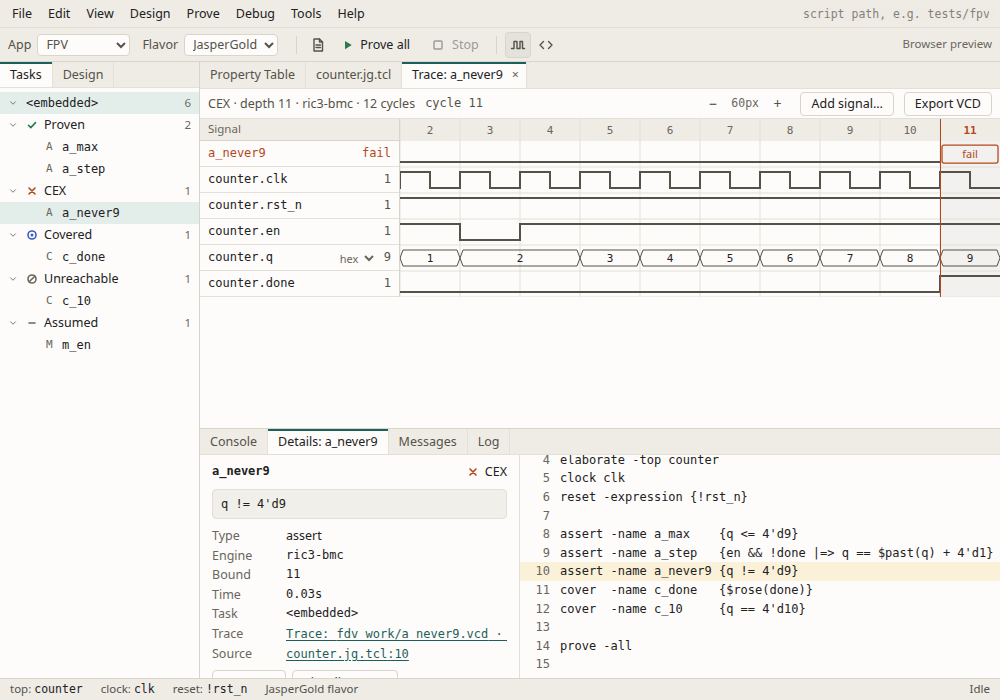 File Edit View Design Prove Debug Tools Help script path, e.g. tests/fpv
App FPV Flavor JasperGold Prove all Stop Browser preview
Tasks Design
<embedded> 6
Proven 2
A a_max
A a_step
CEX 1
A a_never9
Covered 1
C c_done
Unreachable 1
C c_10
Assumed 1
M m_en
Property Table counter.jg.tcl Trace: a_never9 ×
CEX · depth 11 · ric3-bmc · 12 cycles cycle 11 − 60px + Add signal... Export VCD
Signal 2 3 4 5 6 7 8 9 10 11
a_never9 fail fail
counter.clk 1
counter.rst_n 1
counter.en 1
counter.q hex 9 1 2 3 4 5 6 7 8 9
counter.done 1
Console Details: a_never9 Messages Log
a_never9 CEX
q != 4'd9
Type assert
Engine ric3-bmc
Bound 11
Time 0.03s
Task <embedded>
Trace Trace: fdv_work/a_never9.vcd ·
Source counter.jg.tcl:10
4 elaborate -top counter
5 clock clk
6 reset -expression {!rst_n}
7
8 assert -name a_max {q <= 4'd9}
9 assert -name a_step {en && !done |=> q == $past(q) + 4'd1}
10 assert -name a_never9 {q != 4'd9}
11 cover -name c_done {$rose(done)}
12 cover -name c_10 {q == 4'd10}
13
14 prove -all
15
top: counter clock: clk reset: !rst_n JasperGold flavor Idle